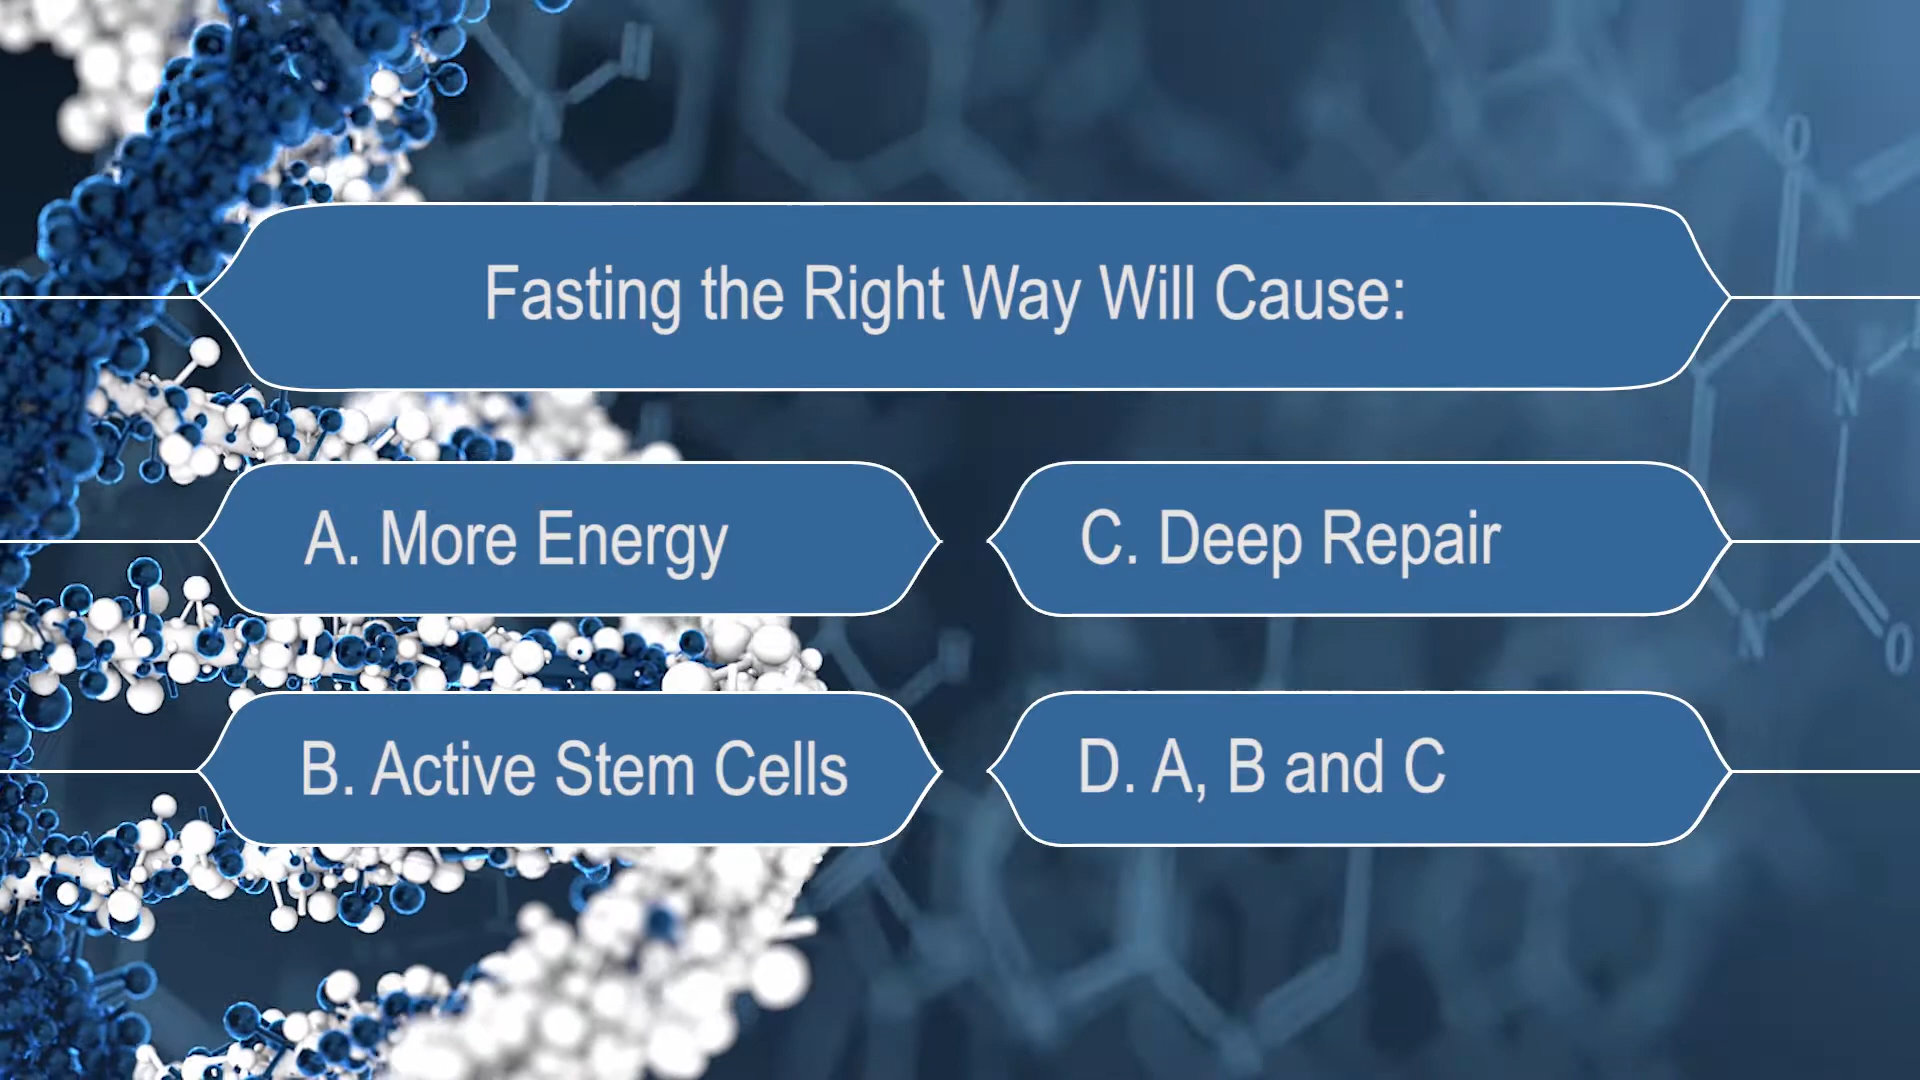 Fasting the Right Way Will Cause:
A. More Energy
B. Active Stem Cells
C. Deep Repair
D. A, B and C
O
N
N
O